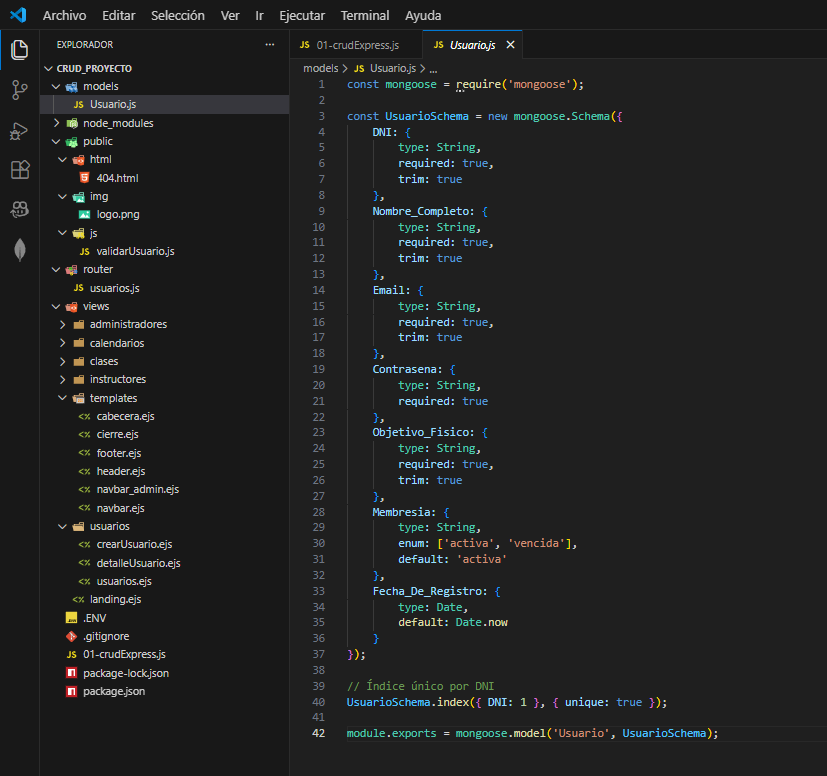 Archivo Editar Selección Ver Ir Ejecutar Terminal Ayuda
EXPLORADOR ...
CRUD_PROYECTO
models
JS Usuario.js
node_modules
public
html
404.html
img
logo.png
js
JS validarUsuario.js
router
JS usuarios.js
views
administradores
calendarios
clases
instructores
templates
<%> cabecera.ejs
<%> cierre.ejs
<%> footer.ejs
<%> header.ejs
<%> navbar_admin.ejs
<%> navbar.ejs
usuarios
<%> crearUsuario.ejs
<%> detalleUsuario.ejs
<%> usuarios.ejs
<%> landing.ejs
.ENV
.gitignore
JS 01-crudExpress.js
package-lock.json
package.json
JS 01-crudExpress.js JS Usuario.js
models > JS Usuario.js > ...
1 const mongoose = require('mongoose');
2
3 const UsuarioSchema = new mongoose.Schema({
4 DNI: {
5 type: String,
6 required: true,
7 trim: true
8 },
9 Nombre_Completo: {
10 type: String,
11 required: true,
12 trim: true
13 },
14 Email: {
15 type: String,
16 required: true,
17 trim: true
18 },
19 Contrasena: {
20 type: String,
21 required: true
22 },
23 Objetivo_Fisico: {
24 type: String,
25 required: true,
26 trim: true
27 },
28 Membresia: {
29 type: String,
30 enum: ['activa', 'vencida'],
31 default: 'activa'
32 },
33 Fecha_De_Registro: {
34 type: Date,
35 default: Date.now
36 }
37 });
38
39 // Índice único por DNI
40 UsuarioSchema.index({ DNI: 1 }, { unique: true });
41
42 module.exports = mongoose.model('Usuario', UsuarioSchema);